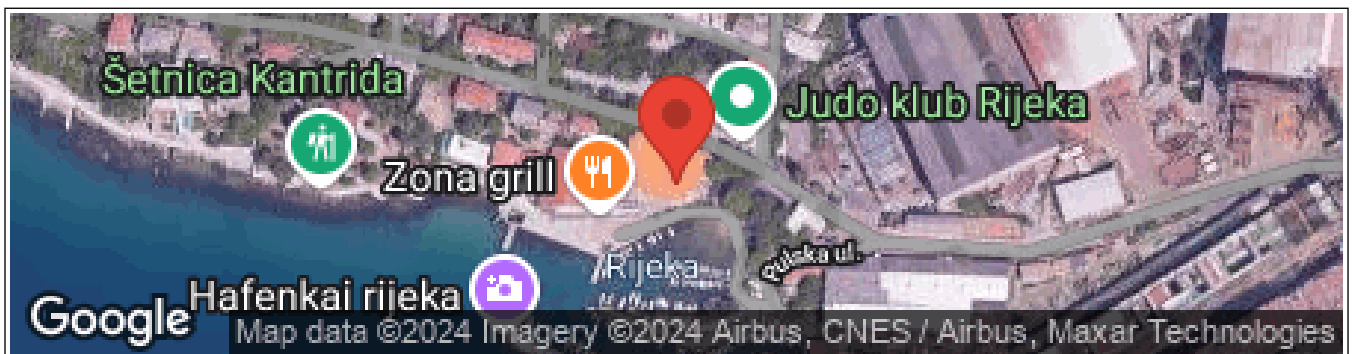 Šetnica Kantrida
Judo klub Rijeka
Zona grill
Pulska ul.
Rijeka
Hafenkai rijeka
Google
Map data ©2024 Imagery ©2024 Airbus, CNES / Airbus, Maxar Technologies